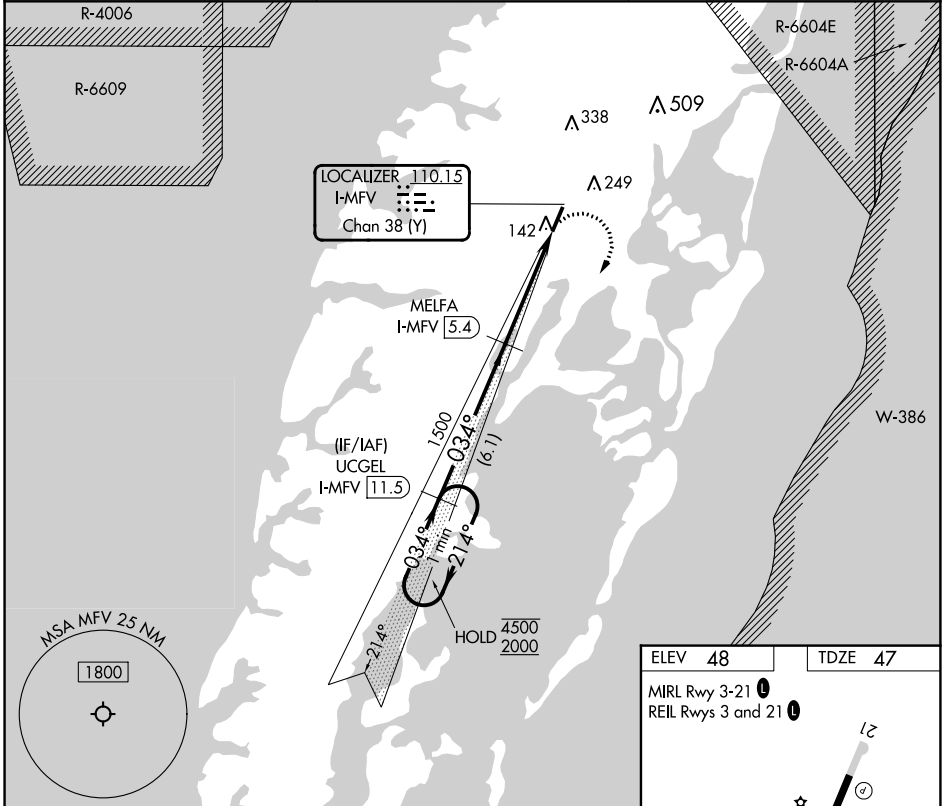 R-4006
R-6609
R-6604E
R-6604A
509
338
249
142
LOCALIZER 110.15
I-MFV
Chan 38 (Y)
MELFA
I-MFV 5.4
W-386
1500
034°
(6.1)
(IF/IAF)
UCGEL
I-MFV 11.5
034°
1 min
214°
HOLD 4500
2000
214°
MSA MFV 25 NM
1800
ELEV 48
TDZE 47
MIRL Rwy 3-21 L
REIL Rwys 3 and 21 L
21
P